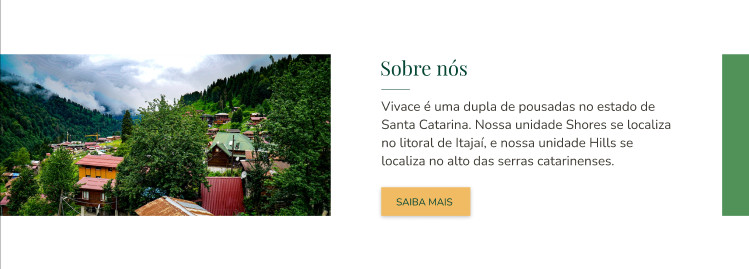 Sobre nós
Vivace é uma dupla de pousadas no estado de
Santa Catarina. Nossa unidade Shores se localiza
no litoral de Itajaí, e nossa unidade Hills se
localiza no alto das serras catarinenses.
SAIBA MAIS